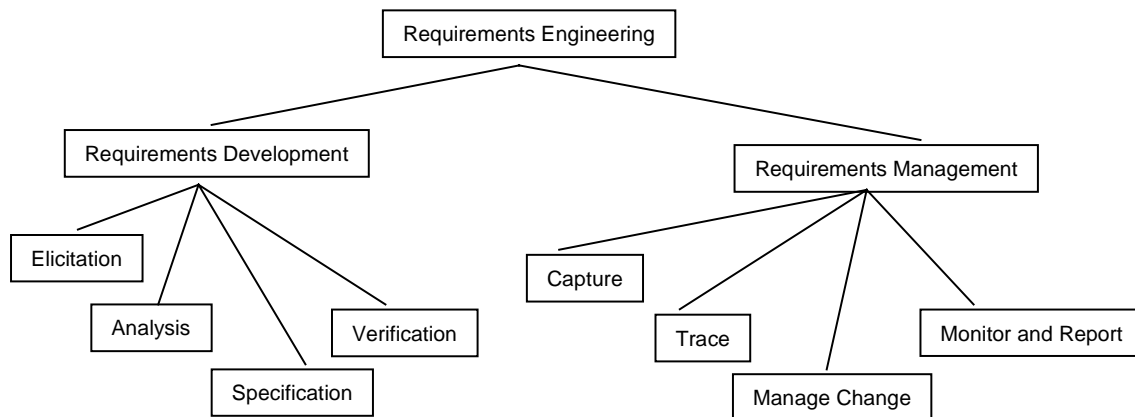 Requirements Engineering
Requirements Development
Requirements Management
Elicitation
Capture
Analysis
Verification
Trace
Monitor and Report
Specification
Manage Change